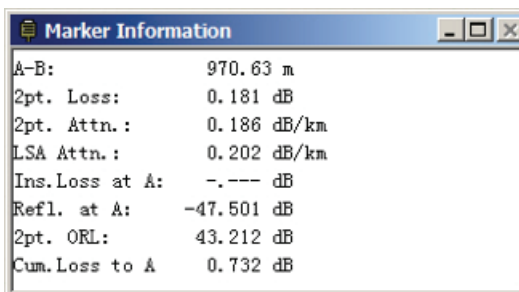 Marker Information
A-B: 970.63 m
2pt. Loss: 0.181 dB
2pt. Attn.: 0.186 dB/km
LSA Attn.: 0.202 dB/km
Ins.Loss at A: -.--- dB
Refl. at A: -47.501 dB
2pt. ORL: 43.212 dB
Cum.Loss to A 0.732 dB